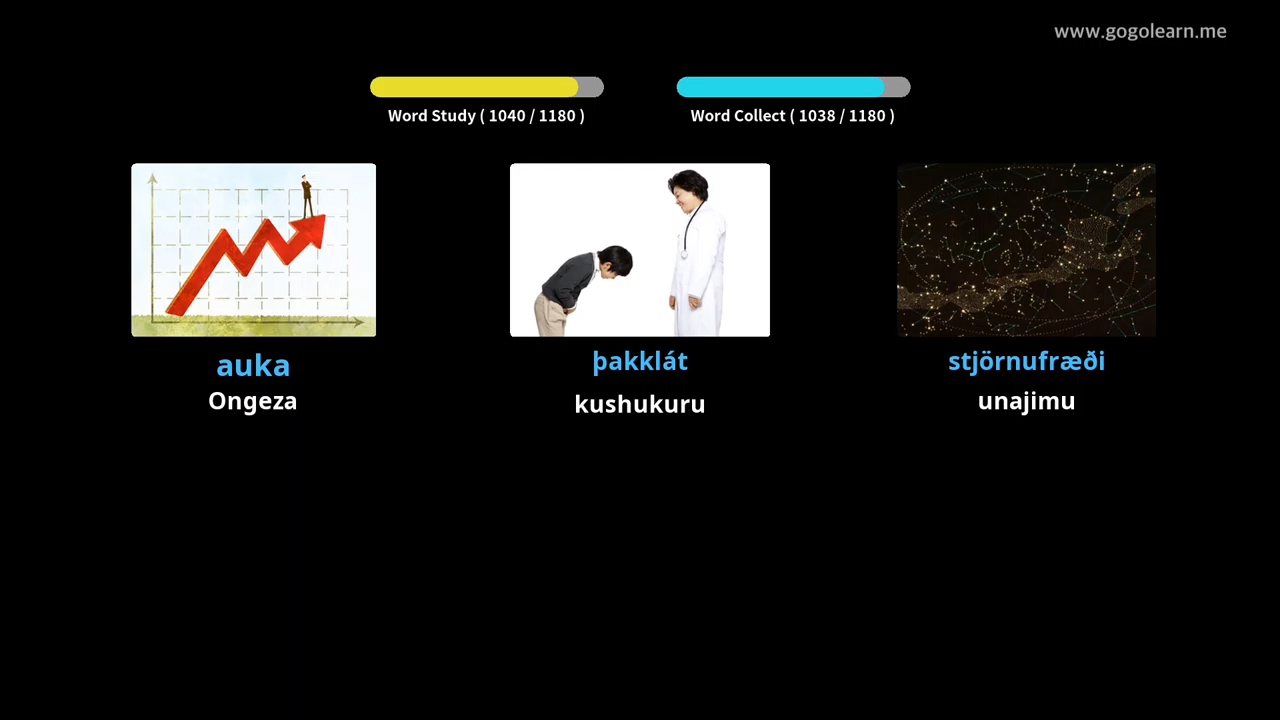 www.gogolearn.me
Word Study ( 1040 / 1180 )
Word Collect ( 1038 / 1180 )
auka
Ongeza
þakklát
kushukuru
stjörnufræði
unajimu